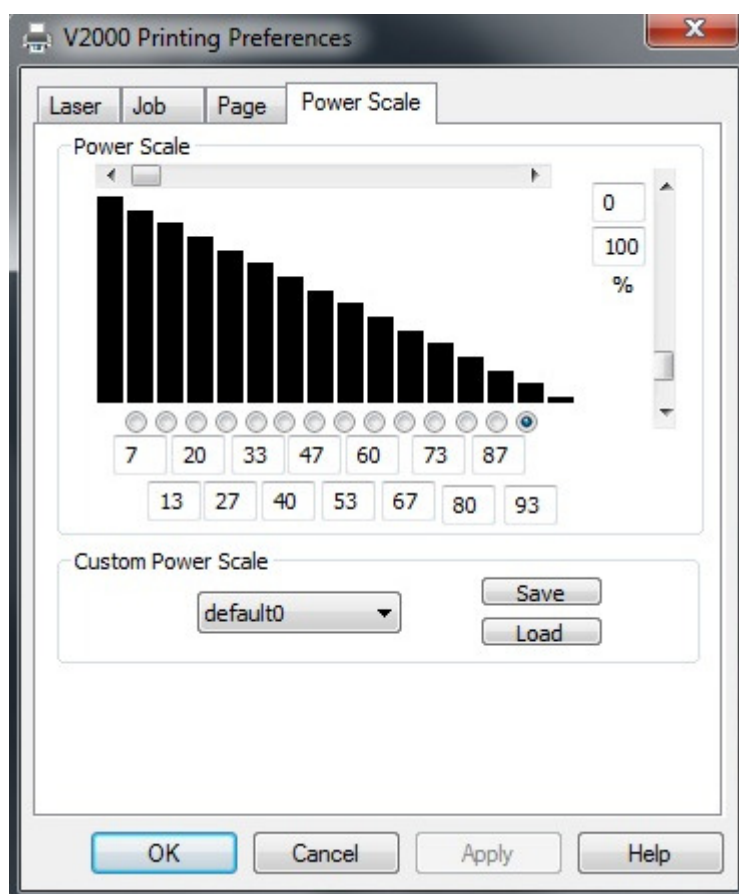 V2000 Printing Preferences
Laser Job Page Power Scale
Power Scale
0
100
%
7 20 33 47 60 73 87
13 27 40 53 67 80 93
Custom Power Scale
default0
Save
Load
OK Cancel Apply Help